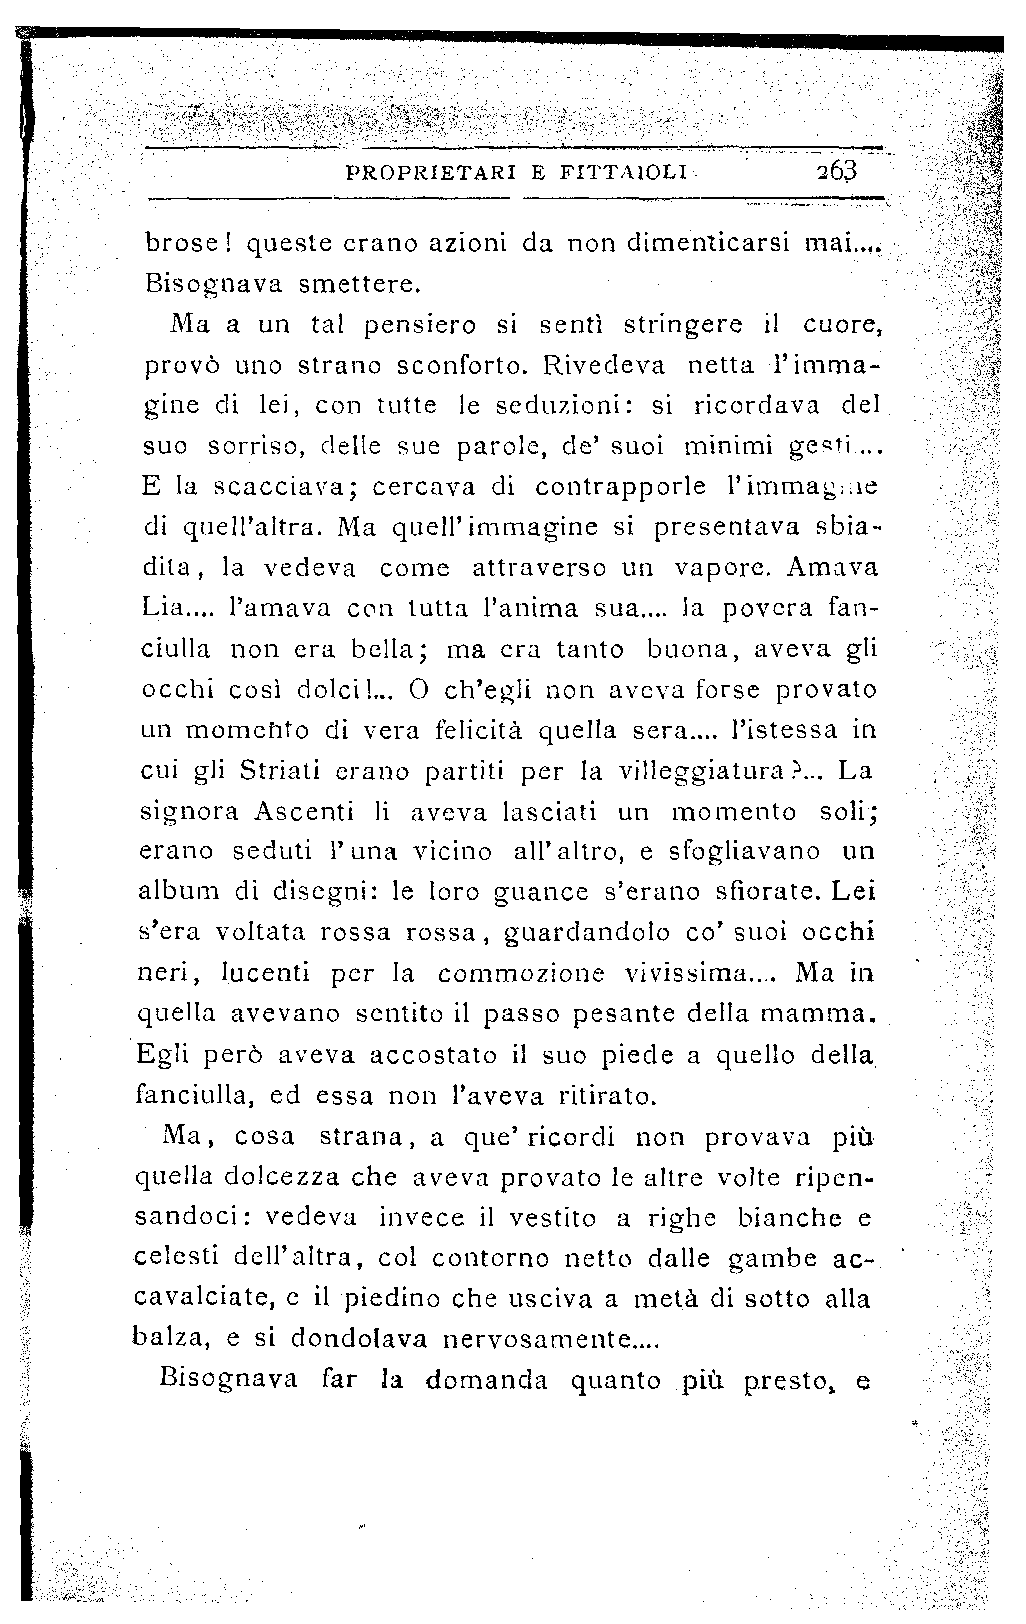 PROPRIETARI E FITTAIOLI 263
brose! queste erano azioni da non dimenticarsi mai....
Bisognava smettere.
Ma a un tal pensiero si sentì stringere il cuore,
provò uno strano sconforto. Rivedeva netta l'imma-
gine di lei, con tutte le seduzioni: si ricordava del
suo sorriso, delle sue parole, de' suoi minimi gesti....
E la scacciava; cercava di contrapporle l'immagine
di quell'altra. Ma quell'immagine si presentava sbia-
dita, la vedeva come attraverso un vapore. Amava
Lia.... l'amava con tutta l'anima sua.... la povera fan-
ciulla non era bella; ma era tanto buona, aveva gli
occhi così dolci!... O ch'egli non aveva forse provato
un momento di vera felicità quella sera.... l'istessa in
cui gli Striati erano partiti per la villeggiatura?... La
signora Ascenti li aveva lasciati un momento soli;
erano seduti l'una vicino all'altro, e sfogliavano un
album di disegni: le loro guance s'erano sfiorate. Lei
s'era voltata rossa rossa, guardandolo co' suoi occhi
neri, lucenti per la commozione vivissima.... Ma in
quella avevano sentito il passo pesante della mamma.
Egli però aveva accostato il suo piede a quello della
fanciulla, ed essa non l'aveva ritirato.
Ma, cosa strana, a que' ricordi non provava più
quella dolcezza che aveva provato le altre volte ripen-
sandoci: vedeva invece il vestito a righe bianche e
celesti dell'altra, col contorno netto dalle gambe ac-
cavalciate, e il piedino che usciva a metà di sotto alla
balza, e si dondolava nervosamente....
Bisognava far la domanda quanto più presto, e